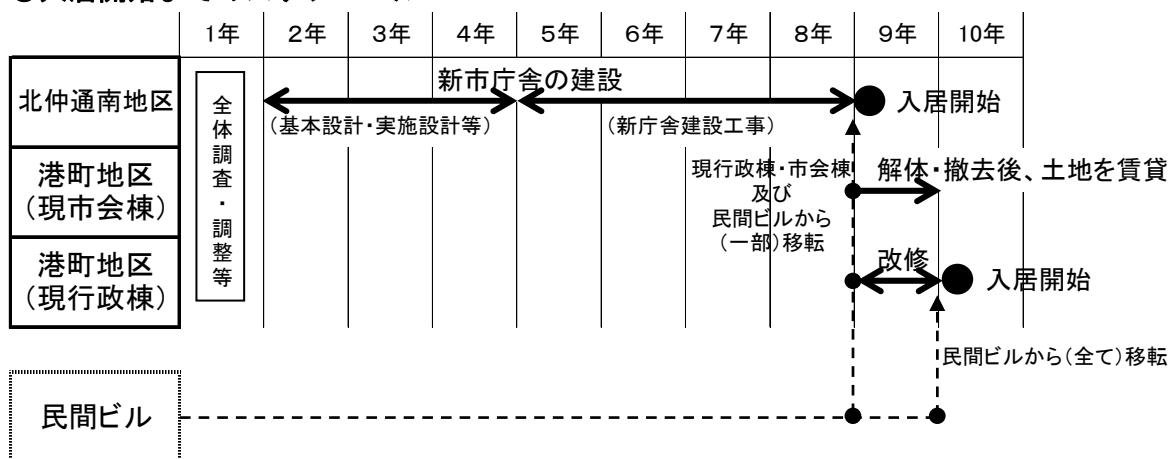 1年 2年 3年 4年 5年 6年 7年 8年 9年 10年
北仲通南地区
全体調査・調整等
新市庁舎の建設
(基本設計・実施設計等)
(新庁舎建設工事)
入居開始
港町地区
(現市会棟)
現行政棟・市会棟
及び
民間ビルから
(一部)移転
解体・撤去後、土地を賃貸
港町地区
(現行政棟)
改修
入居開始
民間ビルから(全て)移転
民間ビル